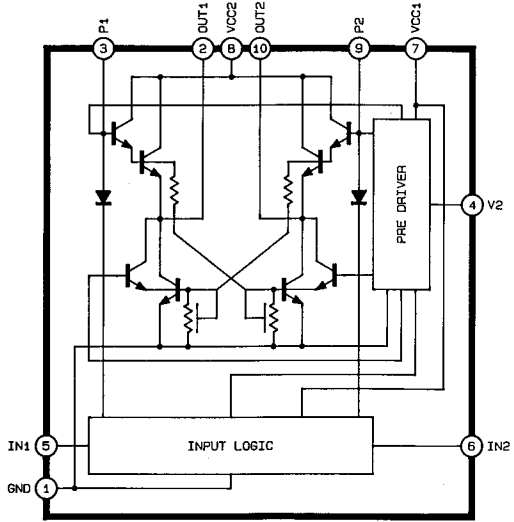 P1
OUT1
VCC2
OUT2
P2
VCC1
3
2
8
10
9
7
PRE DRIVER
4 V2
IN1 5
INPUT LOGIC
6 IN2
GND 1